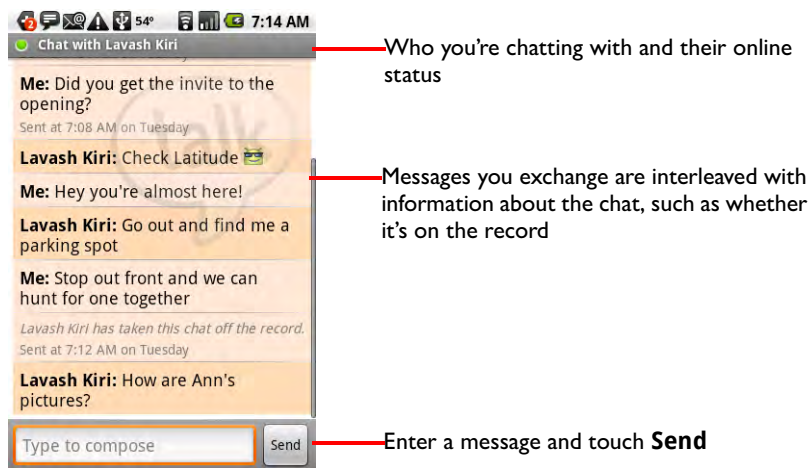 2
54° 7:14 AM
Chat with Lavash Kiri
Me: Did you get the invite to the
opening?
Sent at 7:08 AM on Tuesday
talk
Lavash Kiri: Check Latitude
Me: Hey you're almost here!
Lavash Kiri: Go out and find me a
parking spot
Me: Stop out front and we can
hunt for one together
Lavash Kiri has taken this chat off the record.
Sent at 7:12 AM on Tuesday
Lavash Kiri: How are Ann's
pictures?
Type to compose
Send
Who you’re chatting with and their online
status
Messages you exchange are interleaved with
information about the chat, such as whether
it’s on the record
Enter a message and touch Send